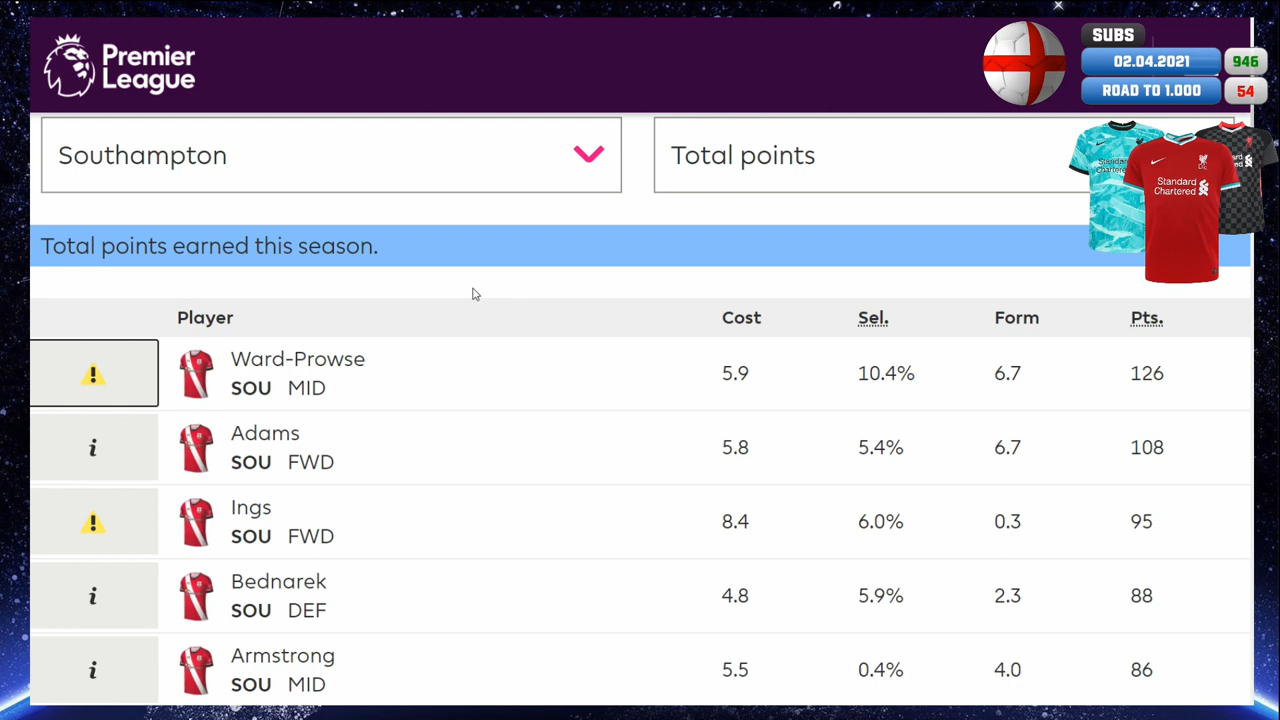 Premier
League
SUBS
02.04.2021 946
ROAD TO 1.000 54
Southampton Total points
Standard
Chartered
Standard
Chartered
Total points earned this season.
Player Cost Sel. Form Pts.
Ward-Prowse
SOU MID 5.9 10.4% 6.7 126
Adams
SOU FWD 5.8 5.4% 6.7 108
Ings
SOU FWD 8.4 6.0% 0.3 95
Bednarek
SOU DEF 4.8 5.9% 2.3 88
Armstrong
SOU MID 5.5 0.4% 4.0 86